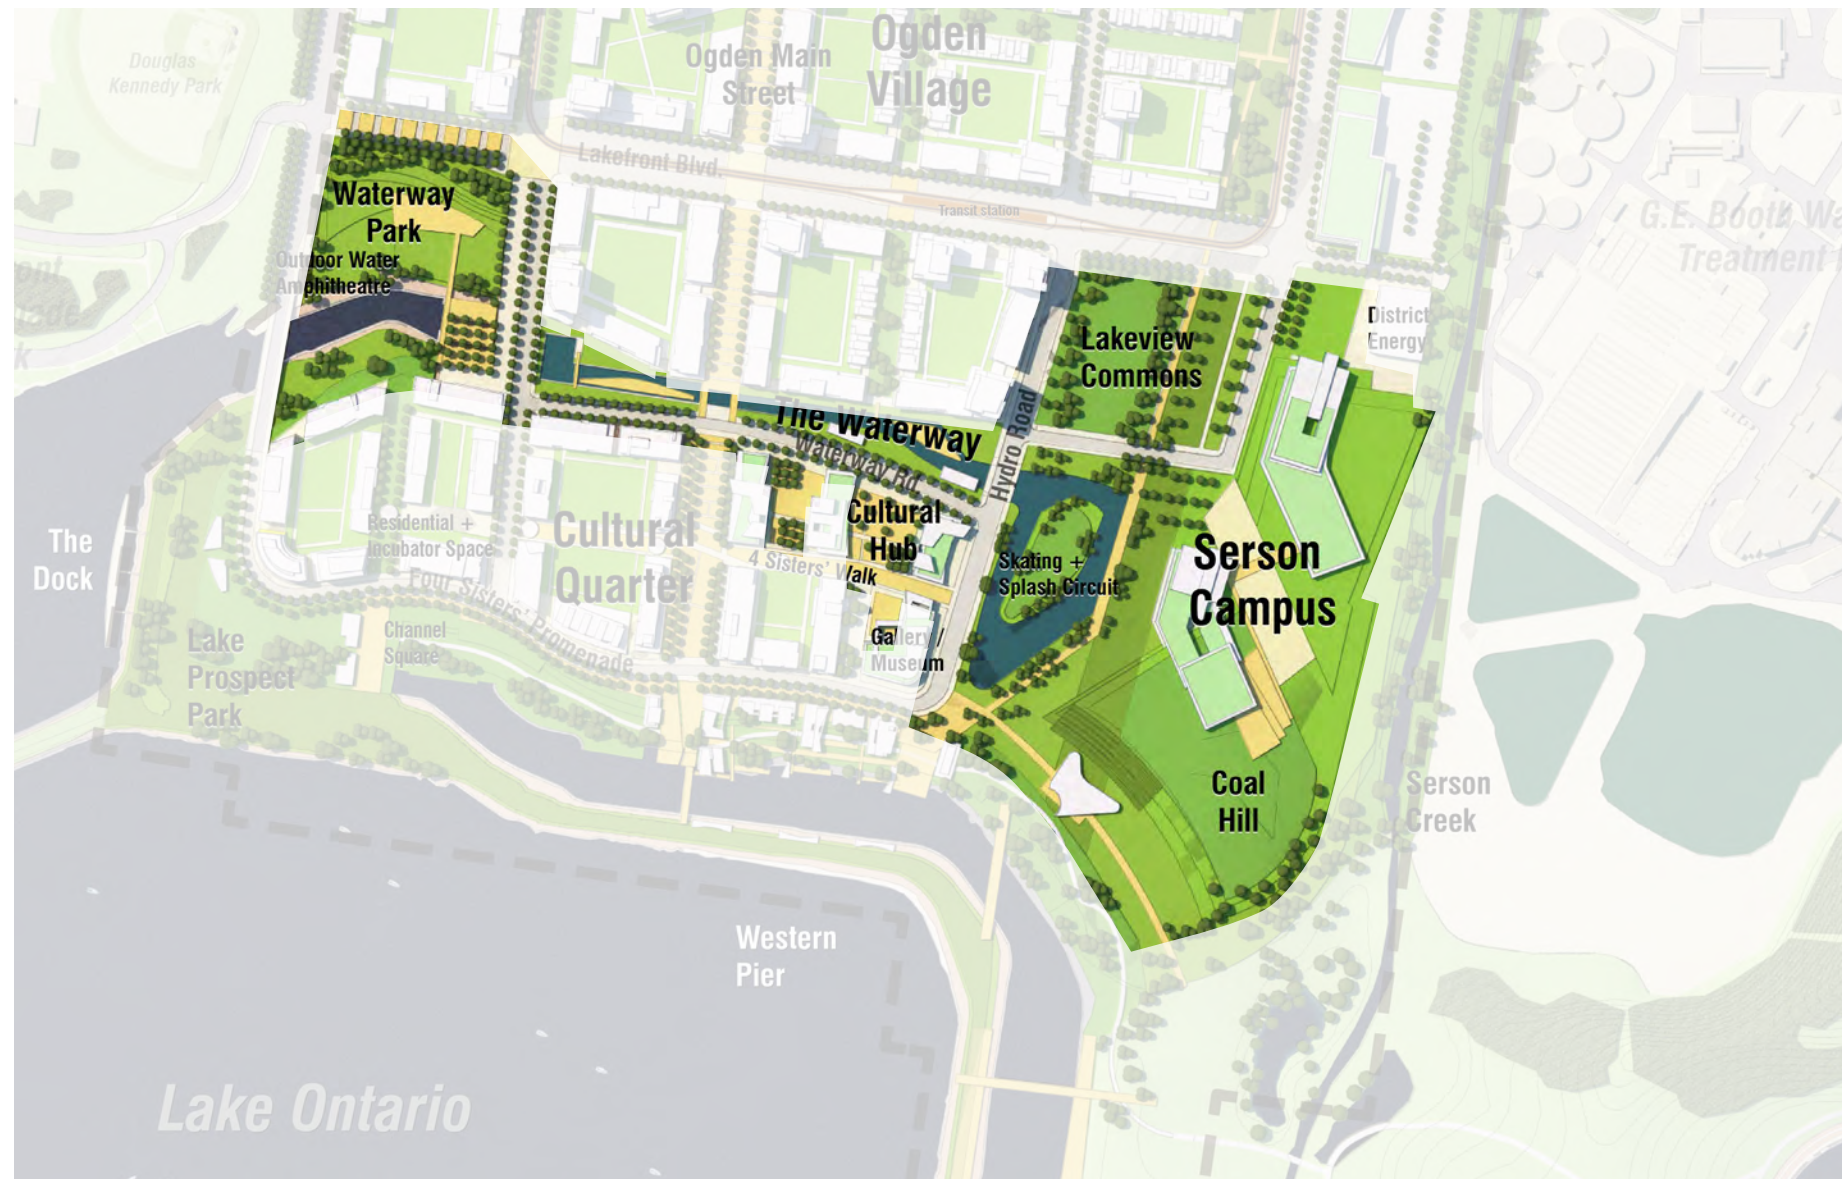 Douglas
Kennedy Park
Ogden Main
Street
Ogden
Village
Lakefront Blvd.
Transit station
G.E. Booth
Treatment
Waterway
Park
Outdoor Water
Amphitheatre
Lakeview
Commons
District
Energy
The Waterway
Waterway Rd.
Hydro Road
Cultural
Hub
Residential +
Incubator Space
Cultural
Quarter
4 Sisters' Walk
Four Sisters' Promenade
Skating +
Splash Circuit
Serson
Campus
The
Dock
Gallery /
Museum
Channel
Square
Lake
Prospect
Park
Coal
Hill
Serson
Creek
Western
Pier
Lake Ontario